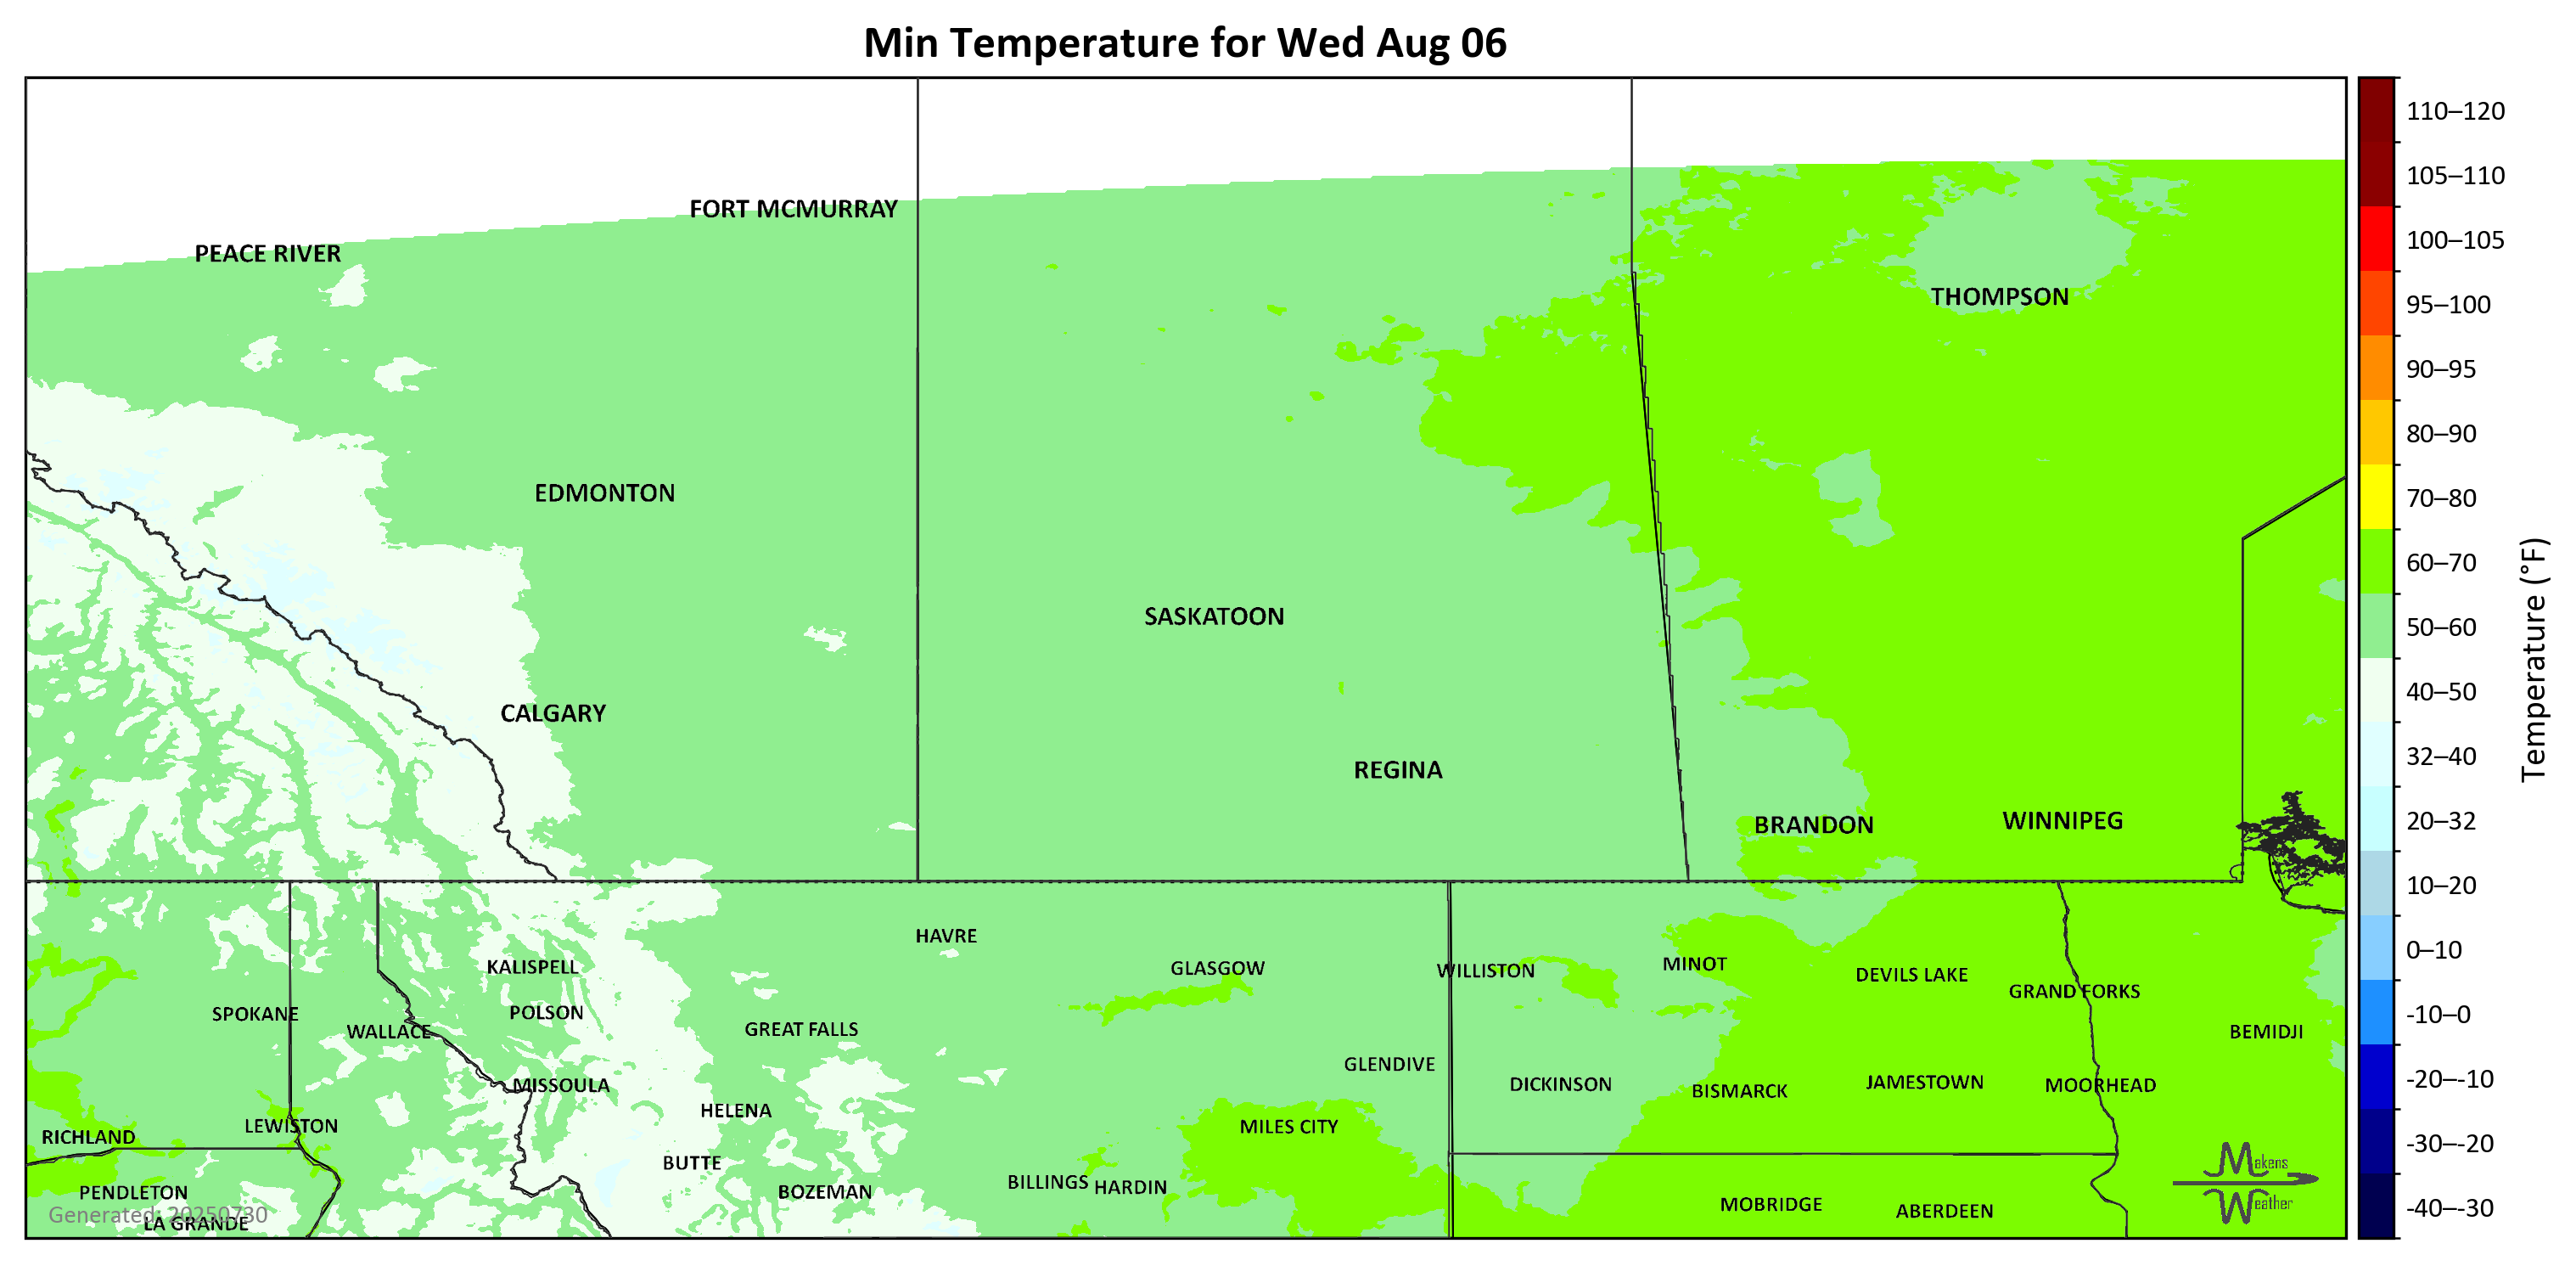 Min Temperature for Wed Aug 06
110–120
105–110
FORT MCMURRAY
100–105
PEACE RIVER
THOMPSON
95–100
90–95
80–90
EDMONTON
70–80
60–70
SASKATOON
50–60
Temperature (°F)
CALGARY
40–50
REGINA
32–40
BRANDON
WINNIPEG
20–32
10–20
HAVRE
KALISPELL
GLASGOW
WILLISTON
MINOT
DEVILS LAKE
0–10
GRAND FORKS
SPOKANE
POLSON
-10–0
WALLACE
GREAT FALLS
BEMIDJI
GLENDIVE
MISSOULA
DICKINSON
BISMARCK
JAMESTOWN
MOORHEAD
-20–-10
HELENA
LEWISTON
MILES CITY
RICHLAND
-30–-20
BUTTE
Makens
PENDLETON
BOZEMAN
BILLINGS
HARDIN
MOBRIDGE
ABERDEEN
Weather
-40–-30
Generated: 20250730
LA GRANDE